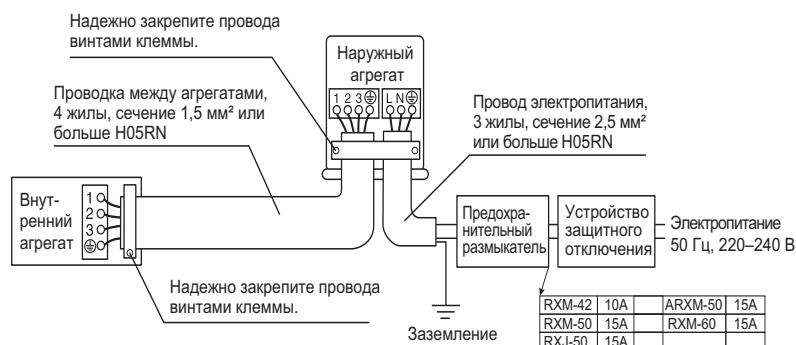 Надежно закрепите провода
винтами клеммы.
Наружный
агрегат
1 2 3
L N
Проводка между агрегатами,
4 жилы, сечение 1,5 мм² или
больше H05RN
Провод электропитания,
3 жилы, сечение 2,5 мм²
или больше H05RN
Внут-
ренний
агрегат
1
2
3
Предохра-
нительный
размыкатель
Устройство
защитного
отключения
Электропитание
50 Гц, 220–240 В
Надежно закрепите провода
винтами клеммы.
Заземление
RXM-42 10A ARXM-50 15A
RXM-50 15A RXM-60 15A
RXJ-50 15A